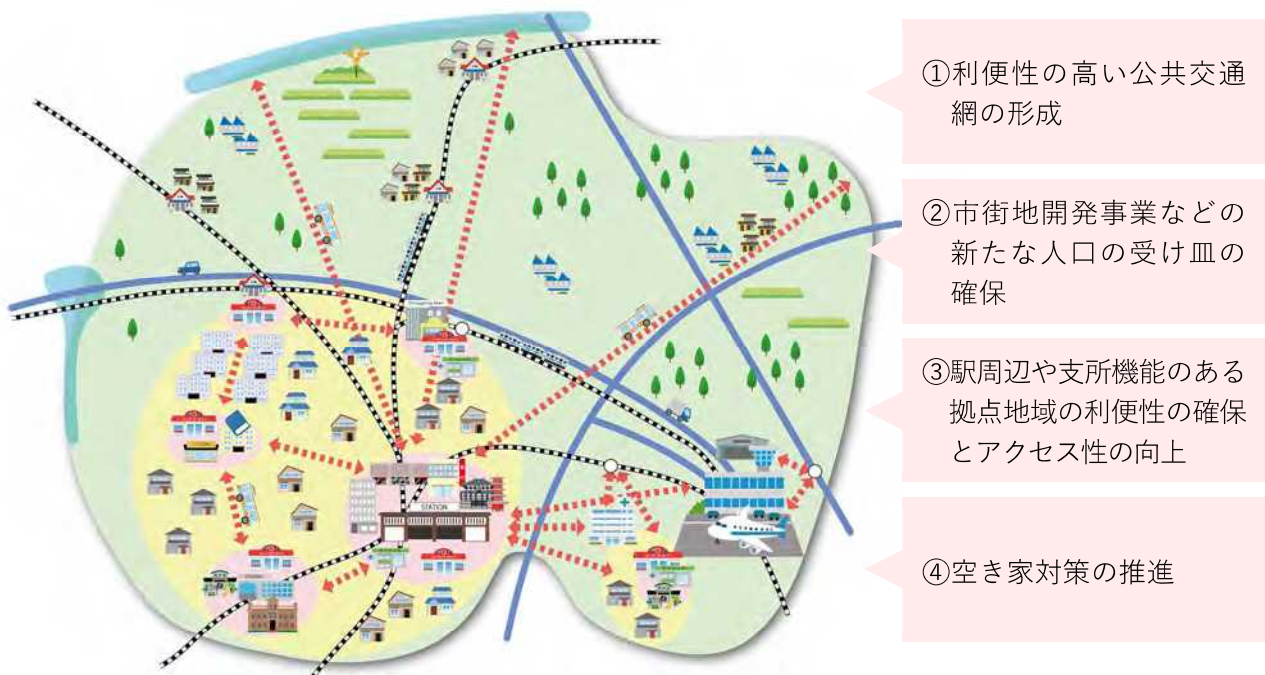 ①利便性の高い公共交通
網の形成
②市街地開発事業などの
新たな人口の受け皿の
確保
③駅周辺や支所機能のある
拠点地域の利便性の確保
とアクセス性の向上
④空き家対策の推進
STATION